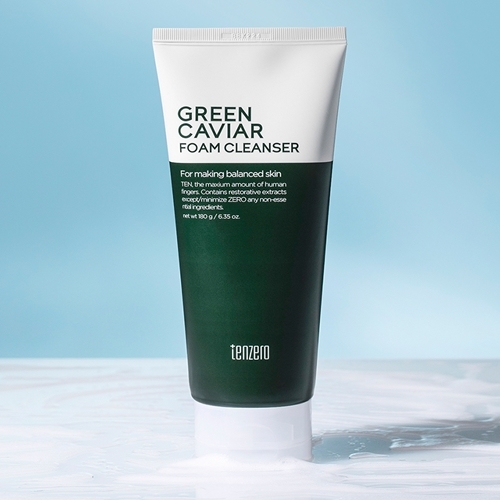 GREEN
CAVIAR
FOAM CLEANSER
For making balanced skin
TEN, the maxium amount of human
fingers. Contains restorative extracts
except/minimize ZERO any non-esse
ntial ingredients.
net wt 180 g / 6.35 oz.
tenzero